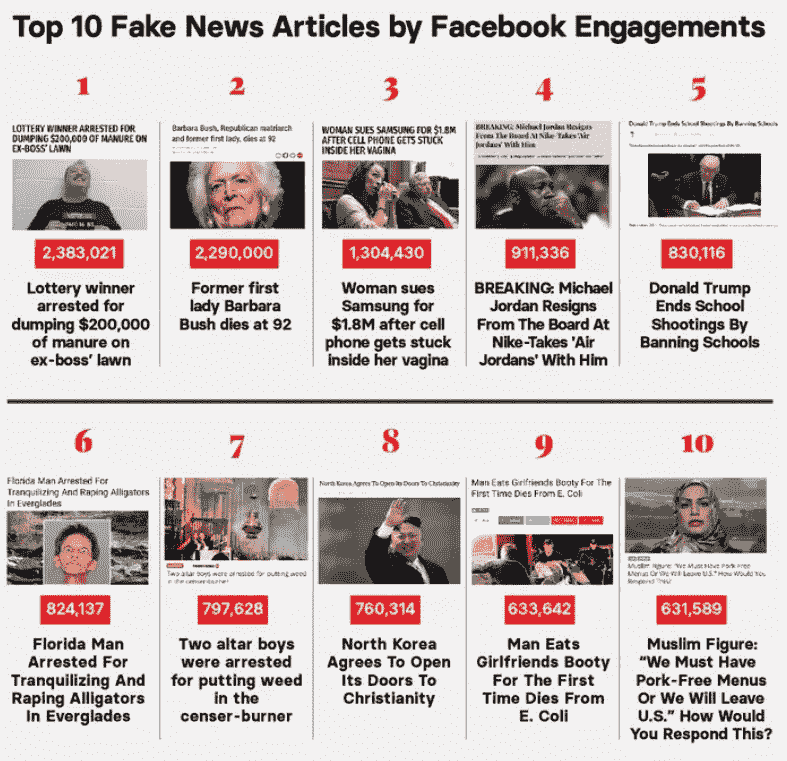 Top 10 Fake News Articles by Facebook Engagements
1
2
3
4
5
LOTTERY WINNER ARRESTED FOR
DUMPING $200,000 OF MANURE ON
EX-BOSS' LAWN
Barbara Bush, Republican matriarch
and former first lady, dies at 92
WOMAN SUES SAMSUNG FOR $1.8M
AFTER CELL PHONE GETS STUCK
INSIDE HER VAGINA
BREAKING: Michael Jordan Resigns
From The Board At Nike-Takes 'Air
Jordans' With Him
Donald Trump Ends School Shootings By Banning Schools
2,383,021
2,290,000
1,304,430
911,336
830,116
Lottery winner
arrested for
dumping $200,000
of manure on
ex-boss' lawn
Former first
lady Barbara
Bush dies at 92
Woman sues
Samsung for
$1.8M after cell
phone gets stuck
inside her vagina
BREAKING: Michael
Jordan Resigns
From The Board At
Nike-Takes 'Air
Jordans' With Him
Donald Trump
Ends School
Shootings By
Banning Schools
6
7
8
9
10
Florida Man Arrested For
Tranquilizing And Raping Alligators
In Everglades
Two altar boys were arrested for putting weed
in the censer-burner
North Korea Agrees To Open Its Doors To Christianity
Man Eats Girlfriends Booty For The
First Time Dies From E. Coli
Muslim Figure: "We Must Have Pork-Free
Menus Or We Will Leave U.S." How Would You
Respond This?
824,137
797,628
760,314
633,642
631,589
Florida Man
Arrested For
Tranquilizing And
Raping Alligators
In Everglades
Two altar boys
were arrested
for putting weed
in the
censer-burner
North Korea
Agrees To Open
Its Doors To
Christianity
Man Eats
Girlfriends Booty
For The First
Time Dies From
E. Coli
Muslim Figure:
"We Must Have
Pork-Free Menus
Or We Will Leave
U.S." How Would
You Respond This?